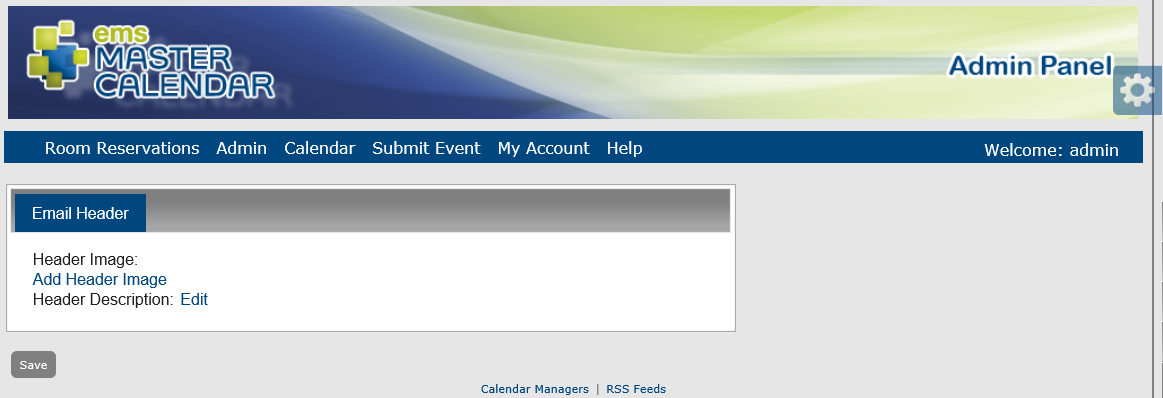 ems
MASTER
CALENDAR
Admin Panel
Room Reservations Admin Calendar Submit Event My Account Help Welcome: admin
Email Header
Header Image:
Add Header Image
Header Description: Edit
Save
Calendar Managers | RSS Feeds